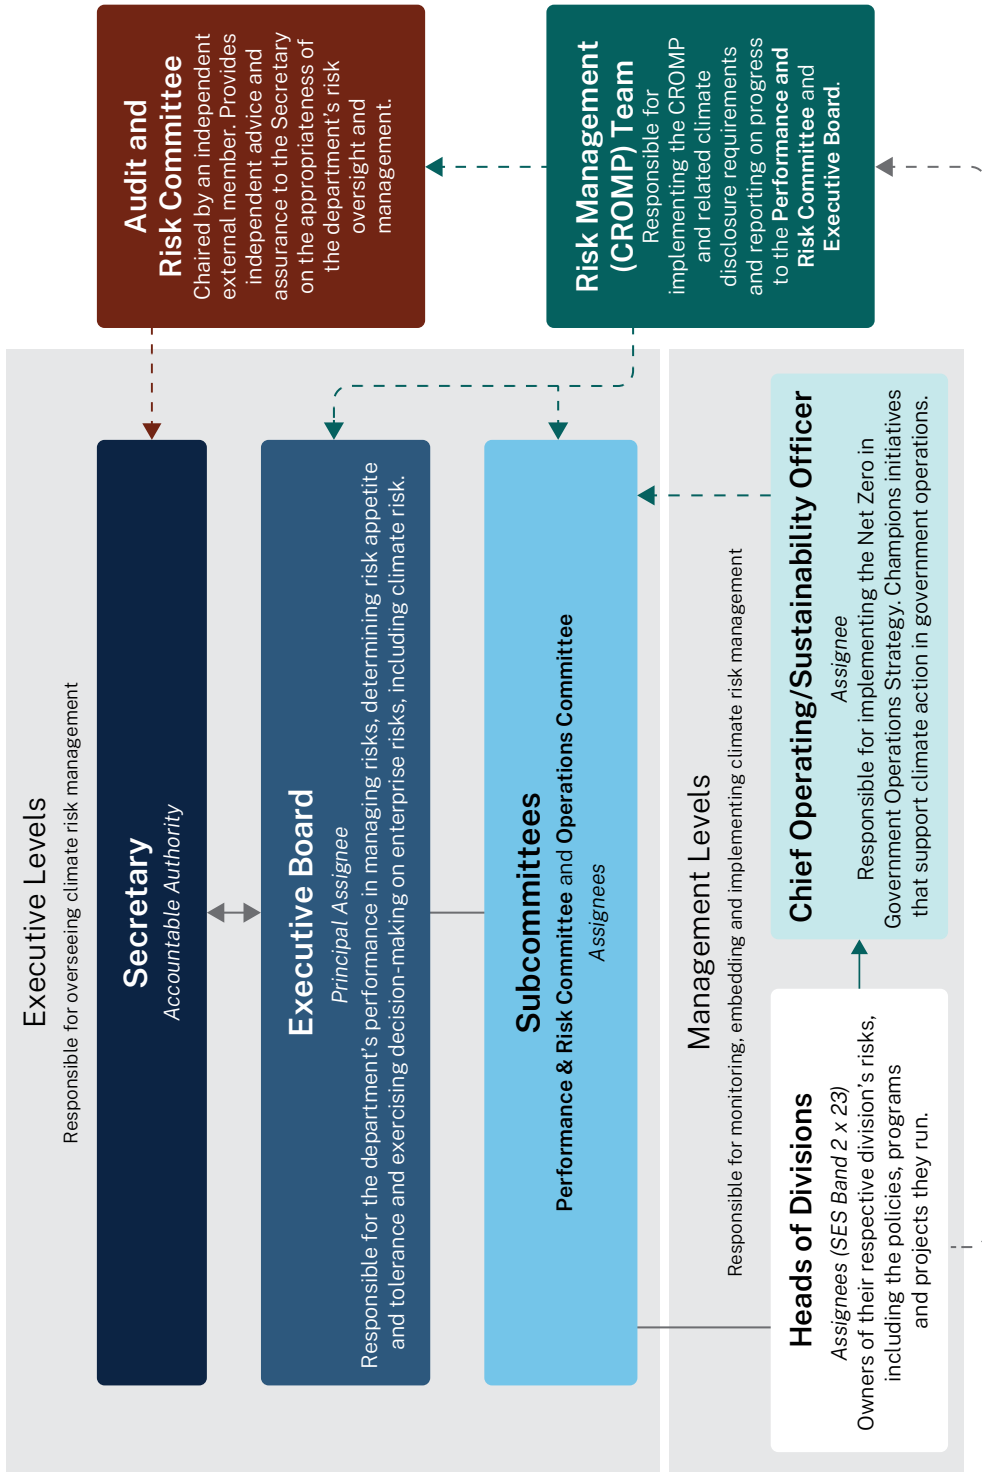 Executive Levels
Responsible for overseeing climate risk management
Secretary
Accountable Authority
Executive Board
Principal Assignee
Responsible for the department’s performance in managing risks, determining risk appetite
and tolerance and exercising decision-making on enterprise risks, including climate risk.
Subcommittees
Performance & Risk Committee and Operations Committee
Assignees
Audit and
Risk Committee
Chaired by an independent
external member. Provides
independent advice and
assurance to the Secretary
on the appropriateness of
the department’s risk
oversight and
management.
Risk Management
(CROMP) Team
Responsible for
implementing the CROMP
and related climate
disclosure requirements
and reporting on progress
to the Performance and
Risk Committee and
Executive Board.
Management Levels
Responsible for monitoring, embedding and implementing climate risk management
Heads of Divisions
Assignees (SES Band 2 x 23)
Owners of their respective division’s risks,
including the policies, programs
and projects they run.
Chief Operating/Sustainability Officer
Assignee
Responsible for implementing the Net Zero in
Government Operations Strategy. Champions initiatives
that support climate action in government operations.